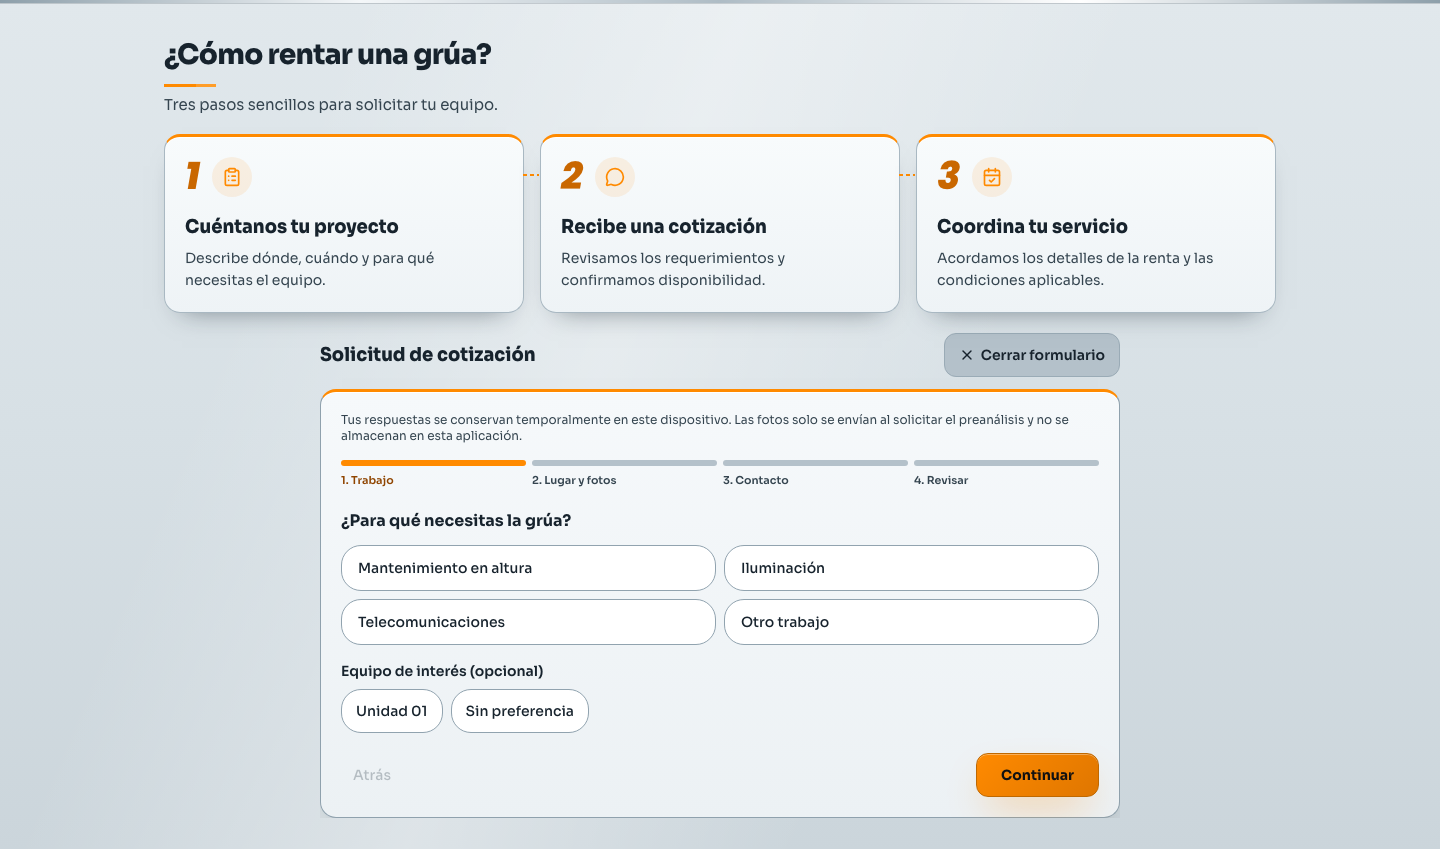 ¿Cómo rentar una grúa?
Tres pasos sencillos para solicitar tu equipo.
1
Cuéntanos tu proyecto
Describe dónde, cuándo y para qué
necesitas el equipo.
2
Recibe una cotización
Revisamos los requerimientos y
confirmamos disponibilidad.
3
Coordina tu servicio
Acordamos los detalles de la renta y las
condiciones aplicables.
Solicitud de cotización
Cerrar formulario
Tus respuestas se conservan temporalmente en este dispositivo. Las fotos solo se envían al solicitar el preanálisis y no se
almacenan en esta aplicación.
1. Trabajo
2. Lugar y fotos
3. Contacto
4. Revisar
¿Para qué necesitas la grúa?
Mantenimiento en altura
Iluminación
Telecomunicaciones
Otro trabajo
Equipo de interés (opcional)
Unidad 01
Sin preferencia
Atrás
Continuar